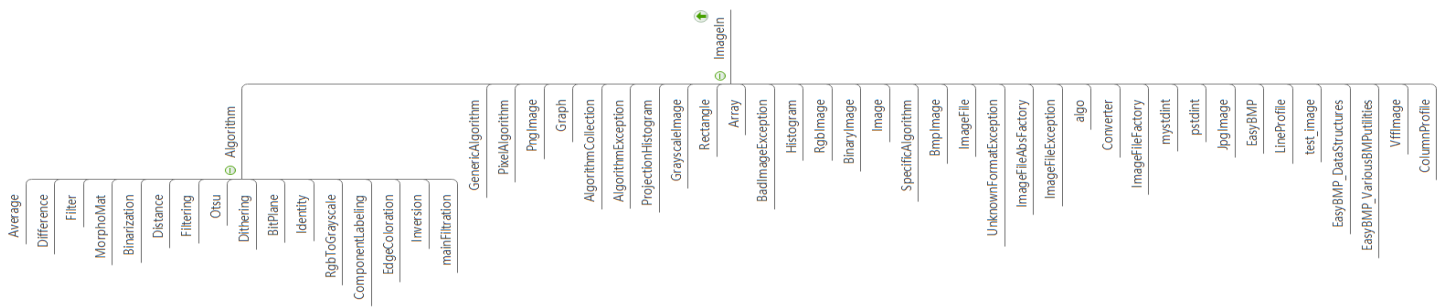 ImageIn
Algorithm
GenericAlgorithm
PixelAlgorithm
PngImage
Graph
AlgorithmCollection
AlgorithmException
ProjectionHistogram
GrayscaleImage
Rectangle
Array
BadImageException
Histogram
RgbImage
BinaryImage
Image
SpecificAlgorithm
BmpImage
ImageFile
UnknownFormatException
ImageFileAbsFactory
ImageFileException
algo
Converter
ImageFileFactory
mystdint
pstdint
JpgImage
EasyBMP
LineProfile
test_image
EasyBMP_DataStructures
EasyBMP_VariousBMPutilities
VffImage
ColumnProfile
Average
Difference
Filter
MorphoMat
Binarization
Distance
Filtering
Otsu
Dithering
BitPlane
Identity
RgbToGrayscale
ComponentLabeling
EdgeColoration
Inversion
mainFiltration